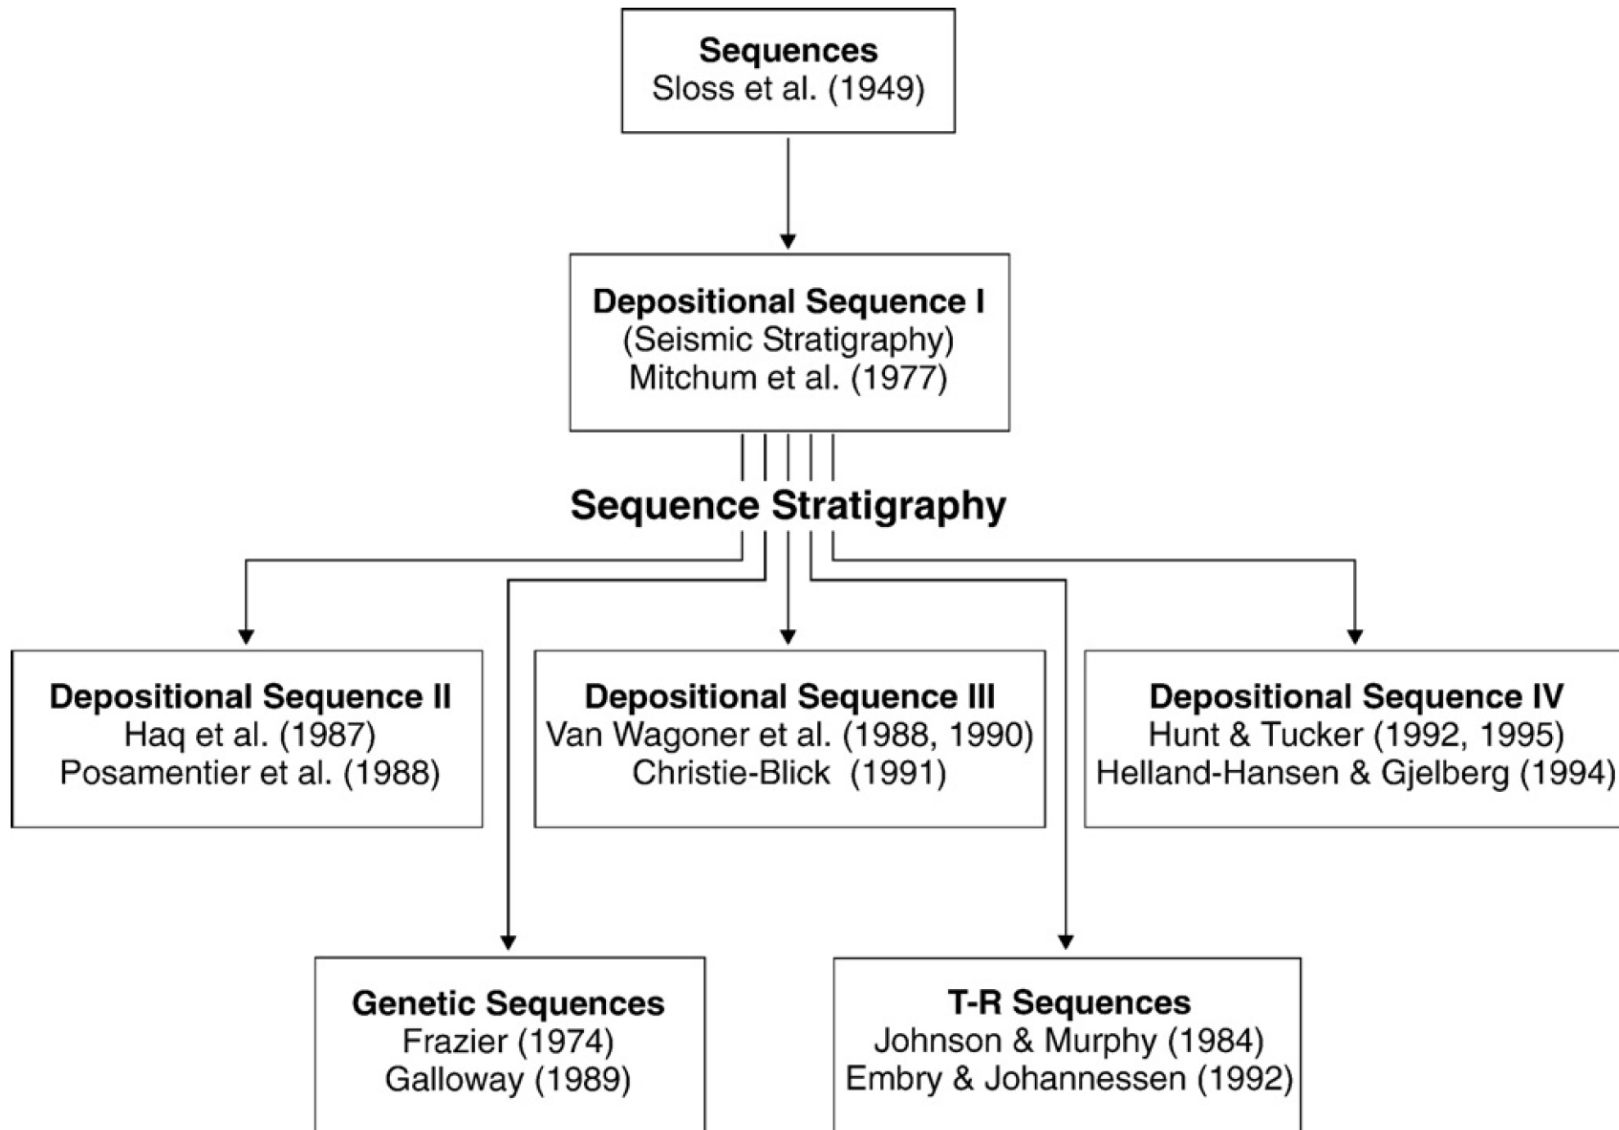 Sequences
Sloss et al. (1949)
Depositional Sequence I
(Seismic Stratigraphy)
Mitchum et al. (1977)
Sequence Stratigraphy
Depositional Sequence II
Haq et al. (1987)
Posamentier et al. (1988)
Depositional Sequence III
Van Wagoner et al. (1988, 1990)
Christie-Blick (1991)
Depositional Sequence IV
Hunt & Tucker (1992, 1995)
Helland-Hansen & Gjelberg (1994)
Genetic Sequences
Frazier (1974)
Galloway (1989)
T-R Sequences
Johnson & Murphy (1984)
Embry & Johannessen (1992)